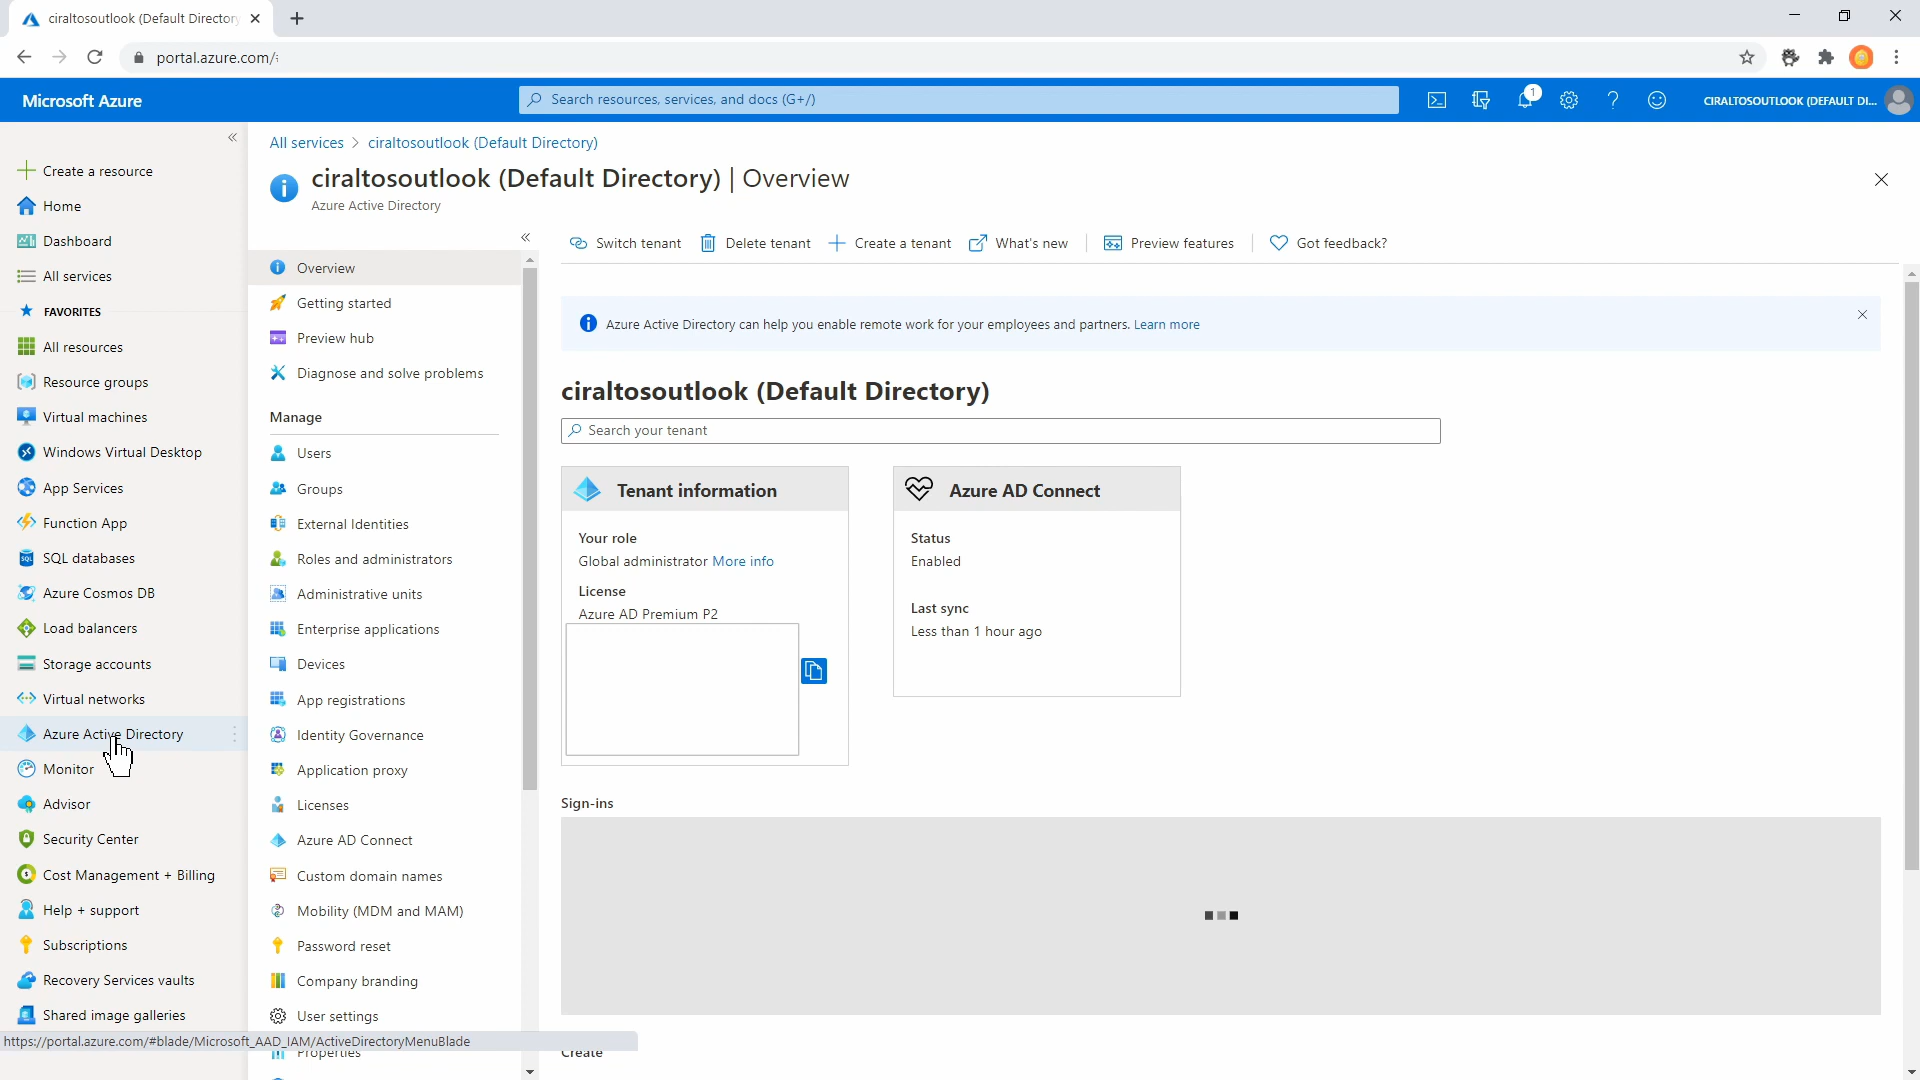 ciraltosoutlook (Default Directory
portal.azure.com/
Microsoft Azure
Search resources, services, and docs (G+/)
1
CIRALTOSOUTLOOK (DEFAULT DI...
Create a resource
Home
Dashboard
All services
FAVORITES
All resources
Resource groups
Virtual machines
Windows Virtual Desktop
App Services
Function App
SQL databases
Azure Cosmos DB
Load balancers
Storage accounts
Virtual networks
Azure Active Directory
Monitor
Advisor
Security Center
Cost Management + Billing
Help + support
Subscriptions
Recovery Services vaults
Shared image galleries
https://portal.azure.com/#blade/Microsoft_AAD_IAM/ActiveDirectoryMenuBlade
All services > ciraltosoutlook (Default Directory)
ciraltosoutlook (Default Directory) | Overview
Azure Active Directory
Overview
Getting started
Preview hub
Diagnose and solve problems
Manage
Users
Groups
External Identities
Roles and administrators
Administrative units
Enterprise applications
Devices
App registrations
Identity Governance
Application proxy
Licenses
Azure AD Connect
Custom domain names
Mobility (MDM and MAM)
Password reset
Company branding
User settings
Properties
Switch tenant
Delete tenant
Create a tenant
What's new
Preview features
Got feedback?
Azure Active Directory can help you enable remote work for your employees and partners. Learn more
ciraltosoutlook (Default Directory)
Search your tenant
Tenant information
Your role
Global administrator More info
License
Azure AD Premium P2
Azure AD Connect
Status
Enabled
Last sync
Less than 1 hour ago
Sign-ins
Create